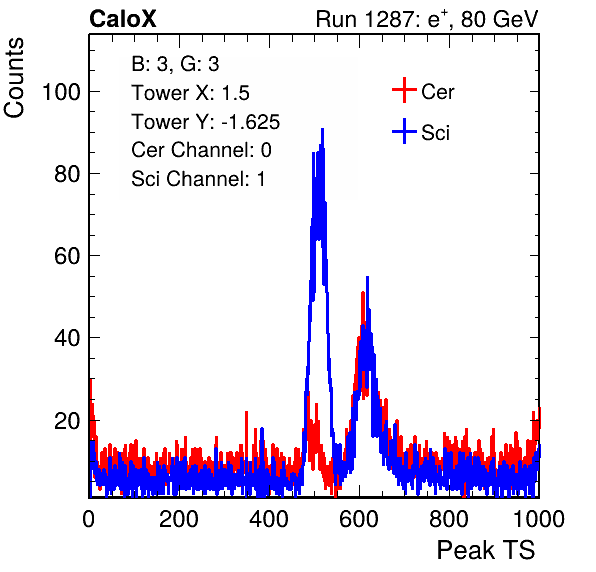 CaloX Run 1287: e⁺, 80 GeV
Counts
B: 3, G: 3
Tower X: 1.5
Tower Y: -1.625
Cer Channel: 0
Sci Channel: 1
Cer
Sci
100
80
60
40
20
0 200 400 600 800 1000
Peak TS